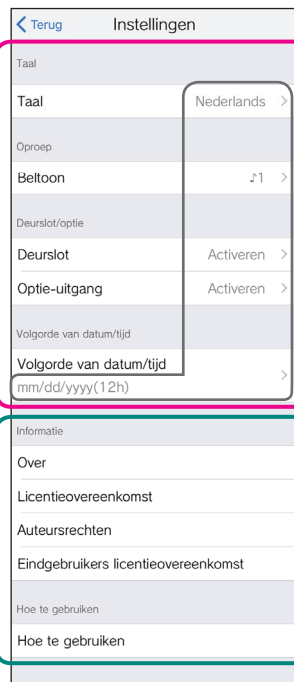 Terug Instellingen
Taal
Taal Nederlands
Oproep
Beltoon ♪1
Deurslot/optie
Deurslot Activeren
Optie-uitgang Activeren
Volgorde van datum/tijd
Volgorde van datum/tijd
mm/dd/yyyy(12h)
Informatie
Over
Licentieovereenkomst
Auteursrechten
Eindgebruikers licentieovereenkomst
Hoe te gebruiken
Hoe te gebruiken